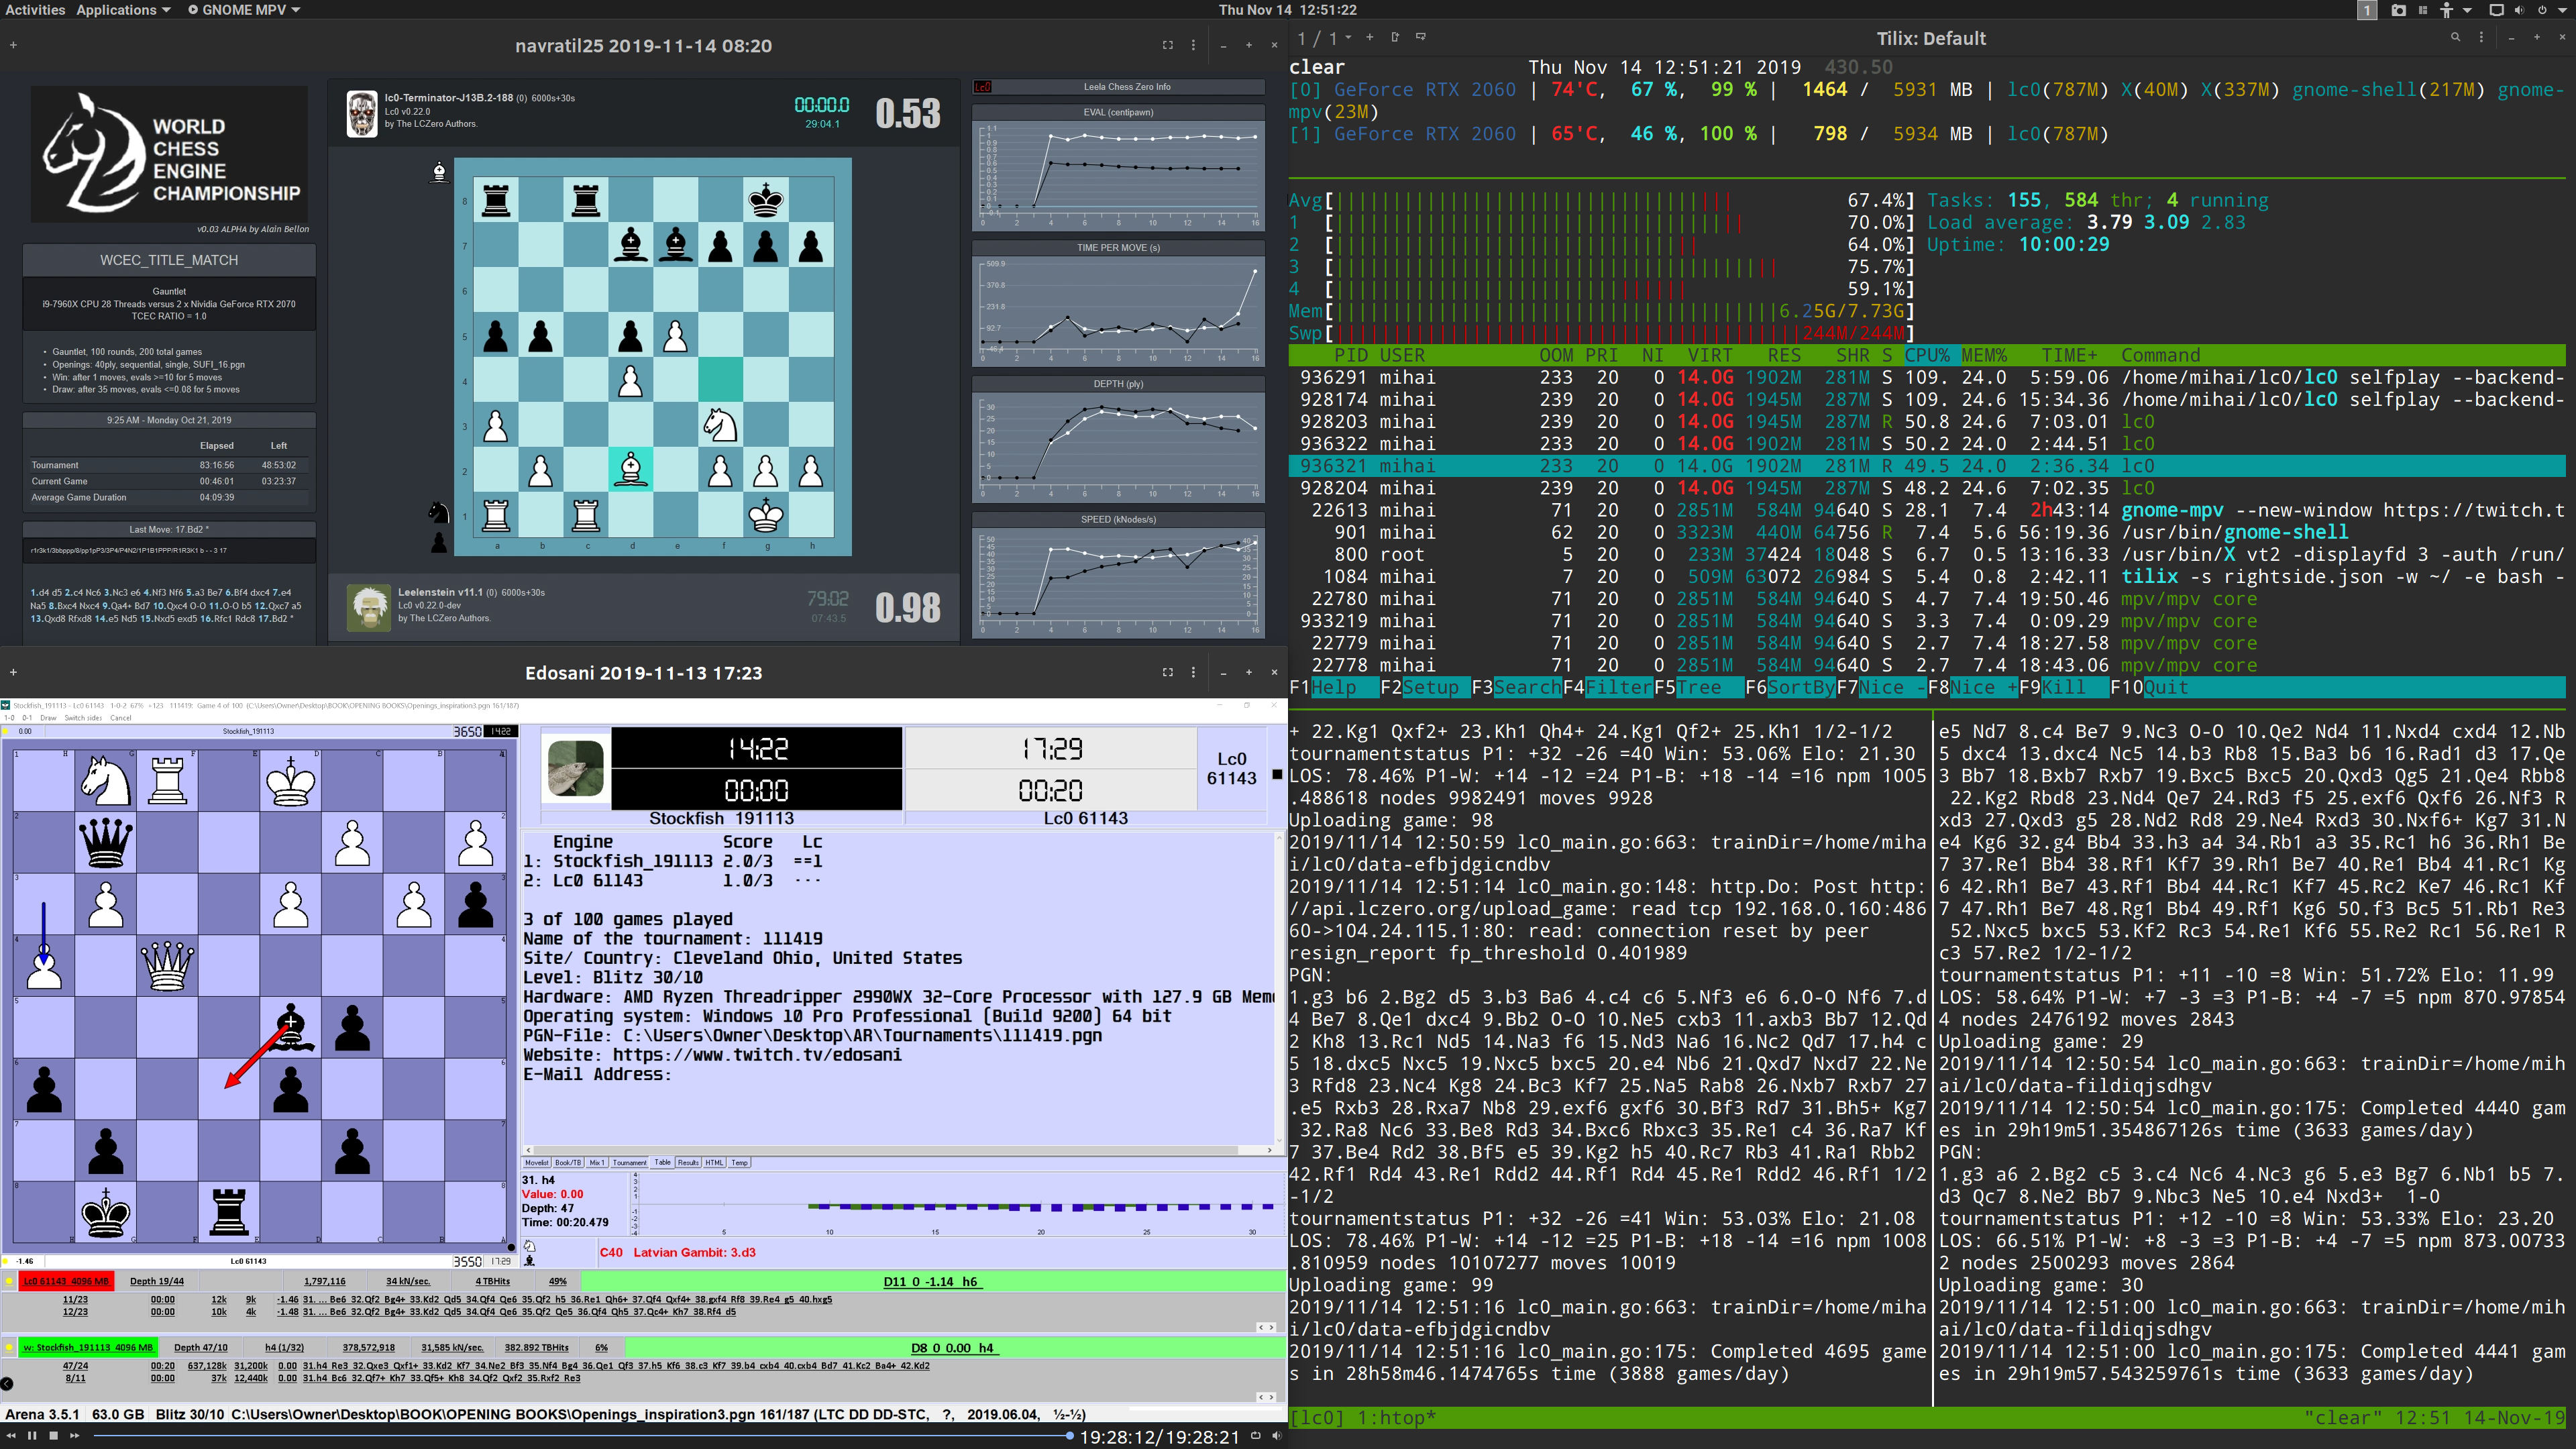 Activities Applications GNOME MPV Thu Nov 14 12:51:22 1
navratil25 2019-11-14 08:20
WORLD
CHESS
ENGINE
CHAMPIONSHIP
v0.03 ALPHA by Alain Bellon
WCEC_TITLE_MATCH
Gauntlet
i9-7960X CPU 28 Threads versus 2 x Nividia GeForce RTX 2070
TCEC RATIO = 1.0
• Gauntlet, 100 rounds, 200 total games
• Openings: 40ply, sequential, single, SUFI_16.pgn
• Win: after 1 moves, evals >=10 for 5 moves
• Draw: after 35 moves, evals <=0.08 for 5 moves
9:25 AM - Monday Oct 21, 2019
Elapsed Left
Tournament 83:16:56 48:53:02
Current Game 00:46:01 03:23:37
Average Game Duration 04:09:39
Last Move: 17.Bd2 *
r1r3k1/3bbppp/8/pp1pP3/3P4/P4N2/1P1B1PPP/R1R3K1 b - - 3 17
1.d4 d5 2.c4 Nc6 3.Nc3 e6 4.Nf3 Nf6 5.a3 Be7 6.Bf4 dxc4 7.e4
Na5 8.Bxc4 Nxc4 9.Qa4+ Bd7 10.Qxc4 O-O 11.O-O b5 12.Qxc7 a5
13.Qxd8 Rfxd8 14.e5 Nd5 15.Nxd5 exd5 16.Rfc1 Rdc8 17.Bd2 *
lc0-Terminator-J13B.2-188 (0) 6000s+30s
Lc0 v0.22.0
by The LCZero Authors.
00:00.0
29:04.1
0.53
8
7
6
5
4
3
2
1
a b c d e f g h
Leelenstein v11.1 (0) 6000s+30s
Lc0 v0.22.0-dev
by The LCZero Authors.
79:02
07:43.5
0.98
Lc0 Leela Chess Zero Info
EVAL (centipawn)
TIME PER MOVE (s)
509.9
370.8
231.8
92.7
DEPTH (ply)
SPEED (kNodes/s)
Edosani 2019-11-13 17:23
Stockfish_191113 - Lc0 61143 1-0-2 67% +123 111419: Game 4 of 100 (C:\Users\Owner\Desktop\BOOK\OPENING BOOKS\Openings_inspiration3.pgn 161/187)
1-0 0-1 Draw Switch sides Cancel
0.00 Stockfish_191113 3650 14:22
14:22 17:29
00:00 00:20
Stockfish_191113 Lc0 61143
Lc0
61143
Engine Score Lc
1: Stockfish_191113 2.0/3 ==1
2: Lc0 61143 1.0/3 ---
3 of 100 games played
Name of the tournament: 111419
Site/ Country: Cleveland Ohio, United States
Level: Blitz 30/10
Hardware: AMD Ryzen Threadripper 2990WX 32-Core Processor with 127.9 GB Mem
Operating system: Windows 10 Pro Professional (Build 9200) 64 bit
PGN-File: C:\Users\Owner\Desktop\AR\Tournaments\111419.pgn
Website: https://www.twitch.tv/edosani
E-Mail Address:
Movelist Book/TB Mix 1 Tournament Table Results HTML Temp
31. h4
Value: 0.00
Depth: 47
Time: 00:20.479
5 10 15 20 25 30
C40 Latvian Gambit: 3.d3
-1.46 Lc0 61143 3550 17:29
Lc0 61143 4096 MB Depth 19/44 1,797,116 34 kN/sec. 4 TBHits 49% D11 0 -1.14 h6
11/23 00:00 12k 9k -1.46 31. ... Be6 32.Qf2 Bg4+ 33.Kd2 Qd5 34.Qf4 Qe6 35.Qf2 h5 36.Re1 Qh6+ 37.Qf4 Qxf4+ 38.gxf4 Rf8 39.Re4 g5 40.hxg5
12/23 00:00 10k 4k -1.48 31. ... Be6 32.Qf2 Bg4+ 33.Kd2 Qd5 34.Qf4 Qe6 35.Qf2 Qe5 36.Qf4 Qh5 37.Qc4+ Kh7 38.Rf4 d5
w: Stockfish_191113 4096 MB Depth 47/10 h4 (1/32) 378,572,918 31,585 kN/sec. 382.892 TBHits 6% D8 0 0.00 h4
47/24 00:20 637,128k 31,200k 0.00 31.h4 Re3 32.Qxe3 Qxf1+ 33.Kd2 Kf7 34.Ne2 Bf3 35.Nf4 Bg4 36.Qe1 Qf3 37.h5 Kf6 38.c3 Kf7 39.b4 cxb4 40.cxb4 Bd7 41.Kc2 Ba4+ 42.Kd2
8/11 00:00 37k 12,440k 0.00 31.h4 Bc6 32.Qf7+ Kh7 33.Qf5+ Kh8 34.Qf2 Qxf2 35.Rxf2 Re3
Arena 3.5.1 63.0 GB Blitz 30/10 C:\Users\Owner\Desktop\BOOK\OPENING BOOKS\Openings_inspiration3.pgn 161/187 (LTC DD DD-STC, ?, 2019.06.04, ½-½)
19:28:12/19:28:21
1 / 1 Tilix: Default
clear Thu Nov 14 12:51:21 2019 430.50
[0] GeForce RTX 2060 | 74'C, 67 %, 99 % | 1464 / 5931 MB | lc0(787M) X(40M) X(337M) gnome-shell(217M) gnome-
mpv(23M)
[1] GeForce RTX 2060 | 65'C, 46 %, 100 % | 798 / 5934 MB | lc0(787M)
Avg[ 67.4%] Tasks: 155, 584 thr; 4 running
1 [ 70.0%] Load average: 3.79 3.09 2.83
2 [ 64.0%] Uptime: 10:00:29
3 [ 75.7%]
4 [ 59.1%]
Mem[ 6.25G/7.73G]
Swp[ 244M/244M]
PID USER OOM PRI NI VIRT RES SHR S CPU% MEM% TIME+ Command
936291 mihai 233 20 0 14.0G 1902M 281M S 109. 24.0 5:59.06 /home/mihai/lc0/lc0 selfplay --backend-
928174 mihai 239 20 0 14.0G 1945M 287M S 109. 24.6 15:34.36 /home/mihai/lc0/lc0 selfplay --backend-
928203 mihai 239 20 0 14.0G 1945M 287M R 50.8 24.6 7:03.01 lc0
936322 mihai 233 20 0 14.0G 1902M 281M S 50.2 24.0 2:44.51 lc0
936321 mihai 233 20 0 14.0G 1902M 281M R 49.5 24.0 2:36.34 lc0
928204 mihai 239 20 0 14.0G 1945M 287M S 48.2 24.6 7:02.35 lc0
22613 mihai 71 20 0 2851M 584M 94640 S 28.1 7.4 2h43:14 gnome-mpv --new-window https://twitch.t
901 mihai 62 20 0 3323M 440M 64756 R 7.4 5.6 56:19.36 /usr/bin/gnome-shell
800 root 5 20 0 233M 37424 18048 S 6.7 0.5 13:16.33 /usr/bin/X vt2 -displayfd 3 -auth /run/
1084 mihai 7 20 0 509M 63072 26984 S 5.4 0.8 2:42.11 tilix -s rightside.json -w ~/ -e bash -
22780 mihai 71 20 0 2851M 584M 94640 S 4.7 7.4 19:50.46 mpv/mpv core
933219 mihai 71 20 0 2851M 584M 94640 S 3.3 7.4 0:09.29 mpv/mpv core
22779 mihai 71 20 0 2851M 584M 94640 S 2.7 7.4 18:27.58 mpv/mpv core
22778 mihai 71 20 0 2851M 584M 94640 S 2.7 7.4 18:43.06 mpv/mpv core
F1Help F2Setup F3SearchF4FilterF5Tree F6SortByF7Nice -F8Nice +F9Kill F10Quit
+ 22.Kg1 Qxf2+ 23.Kh1 Qh4+ 24.Kg1 Qf2+ 25.Kh1 1/2-1/2
tournamentstatus P1: +32 -26 =40 Win: 53.06% Elo: 21.30
LOS: 78.46% P1-W: +14 -12 =24 P1-B: +18 -14 =16 npm 1005
.488618 nodes 9982491 moves 9928
Uploading game: 98
2019/11/14 12:50:59 lc0_main.go:663: trainDir=/home/miha
i/lc0/data-efbjdgicndbv
2019/11/14 12:51:14 lc0_main.go:148: http.Do: Post http:
//api.lczero.org/upload_game: read tcp 192.168.0.160:486
60->104.24.115.1:80: read: connection reset by peer
resign_report fp_threshold 0.401989
PGN:
1.g3 b6 2.Bg2 d5 3.b3 Ba6 4.c4 c6 5.Nf3 e6 6.O-O Nf6 7.d
4 Be7 8.Qe1 dxc4 9.Bb2 O-O 10.Ne5 cxb3 11.axb3 Bb7 12.Qd
2 Kh8 13.Rc1 Nd5 14.Na3 f6 15.Nd3 Na6 16.Nc2 Qd7 17.h4 c
5 18.dxc5 Nxc5 19.Nxc5 bxc5 20.e4 Nb6 21.Qxd7 Nxd7 22.Ne
3 Rfd8 23.Nc4 Kg8 24.Bc3 Kf7 25.Na5 Rab8 26.Nxb7 Rxb7 27
.e5 Rxb3 28.Rxa7 Nb8 29.exf6 gxf6 30.Bf3 Rd7 31.Bh5+ Kg7
32.Ra8 Nc6 33.Be8 Rd3 34.Bxc6 Rbxc3 35.Re1 c4 36.Ra7 Kf
7 37.Be4 Rd2 38.Bf5 e5 39.Kg2 h5 40.Rc7 Rb3 41.Ra1 Rbb2
42.Rf1 Rd4 43.Re1 Rdd2 44.Rf1 Rd4 45.Re1 Rdd2 46.Rf1 1/2
-1/2
tournamentstatus P1: +32 -26 =41 Win: 53.03% Elo: 21.08
LOS: 78.46% P1-W: +14 -12 =25 P1-B: +18 -14 =16 npm 1008
.810959 nodes 10107277 moves 10019
Uploading game: 99
2019/11/14 12:51:16 lc0_main.go:663: trainDir=/home/miha
i/lc0/data-efbjdgicndbv
2019/11/14 12:51:16 lc0_main.go:175: Completed 4695 game
s in 28h58m46.1474765s time (3888 games/day)
e5 Nd7 8.c4 Be7 9.Nc3 O-O 10.Qe2 Nd4 11.Nxd4 cxd4 12.Nb
5 dxc4 13.dxc4 Nc5 14.b3 Rb8 15.Ba3 b6 16.Rad1 d3 17.Qe
3 Bb7 18.Bxb7 Rxb7 19.Bxc5 Bxc5 20.Qxd3 Qg5 21.Qe4 Rbb8
22.Kg2 Rbd8 23.Nd4 Qe7 24.Rd3 f5 25.exf6 Qxf6 26.Nf3 R
xd3 27.Qxd3 g5 28.Nd2 Rd8 29.Ne4 Rxd3 30.Nxf6+ Kg7 31.N
e4 Kg6 32.g4 Bb4 33.h3 a4 34.Rb1 a3 35.Rc1 h6 36.Rh1 Be
7 37.Re1 Bb4 38.Rf1 Kf7 39.Rh1 Be7 40.Re1 Bb4 41.Rc1 Kg
6 42.Rh1 Be7 43.Rf1 Bb4 44.Rc1 Kf7 45.Rc2 Ke7 46.Rc1 Kf
7 47.Rh1 Be7 48.Rg1 Bb4 49.Rf1 Kg6 50.f3 Bc5 51.Rb1 Re3
52.Nxc5 bxc5 53.Kf2 Rc3 54.Re1 Kf6 55.Re2 Rc1 56.Re1 R
c3 57.Re2 1/2-1/2
tournamentstatus P1: +11 -10 =8 Win: 51.72% Elo: 11.99
LOS: 58.64% P1-W: +7 -3 =3 P1-B: +4 -7 =5 npm 870.97854
4 nodes 2476192 moves 2843
Uploading game: 29
2019/11/14 12:50:54 lc0_main.go:663: trainDir=/home/mih
ai/lc0/data-fildiqjsdhgv
2019/11/14 12:50:54 lc0_main.go:175: Completed 4440 gam
es in 29h19m51.354867126s time (3633 games/day)
PGN:
1.g3 a6 2.Bg2 c5 3.c4 Nc6 4.Nc3 g6 5.e3 Bg7 6.Nb1 b5 7.
d3 Qc7 8.Ne2 Bb7 9.Nbc3 Ne5 10.e4 Nxd3+ 1-0
tournamentstatus P1: +12 -10 =8 Win: 53.33% Elo: 23.20
LOS: 66.51% P1-W: +8 -3 =3 P1-B: +4 -7 =5 npm 873.00733
2 nodes 2500293 moves 2864
Uploading game: 30
2019/11/14 12:51:00 lc0_main.go:663: trainDir=/home/mih
ai/lc0/data-fildiqjsdhgv
2019/11/14 12:51:00 lc0_main.go:175: Completed 4441 gam
es in 29h19m57.543259761s time (3633 games/day)
[lc0] 1:htop* "clear" 12:51 14-Nov-19